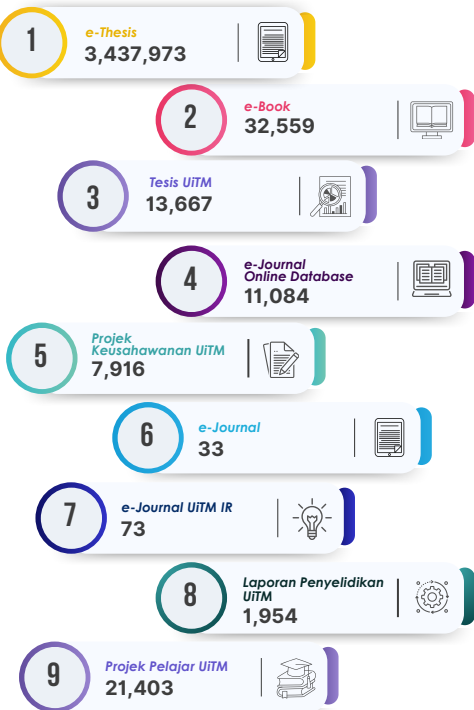 1
e-Thesis
3,437,973
2
e-Book
32,559
3
Tesis UiTM
13,667
4
e-Journal
Online Database
11,084
5
Projek
Keusahawanan UiTM
7,916
6
e-Journal
33
7
e-Journal UiTM IR
73
8
Laporan Penyelidikan
UiTM
1,954
9
Projek Pelajar UiTM
21,403